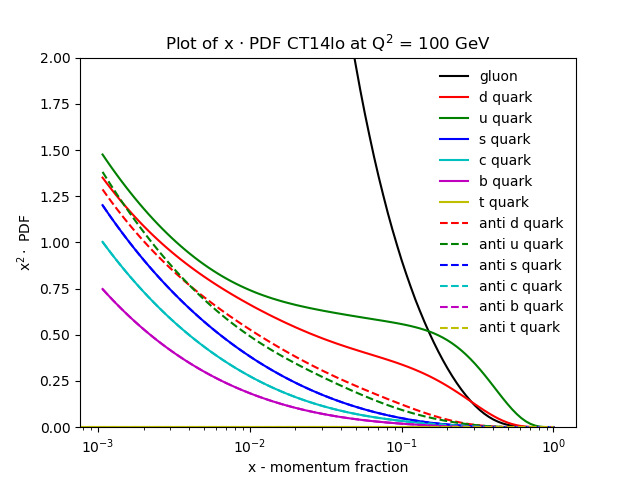 Plot of x · PDF CT14lo at Q² = 100 GeV
2.00
1.75
1.50
1.25
1.00
0.75
0.50
0.25
0.00
x² · PDF
gluon
d quark
u quark
s quark
c quark
b quark
t quark
anti d quark
anti u quark
anti s quark
anti c quark
anti b quark
anti t quark
10⁻³
10⁻²
10⁻¹
10⁰
x - momentum fraction